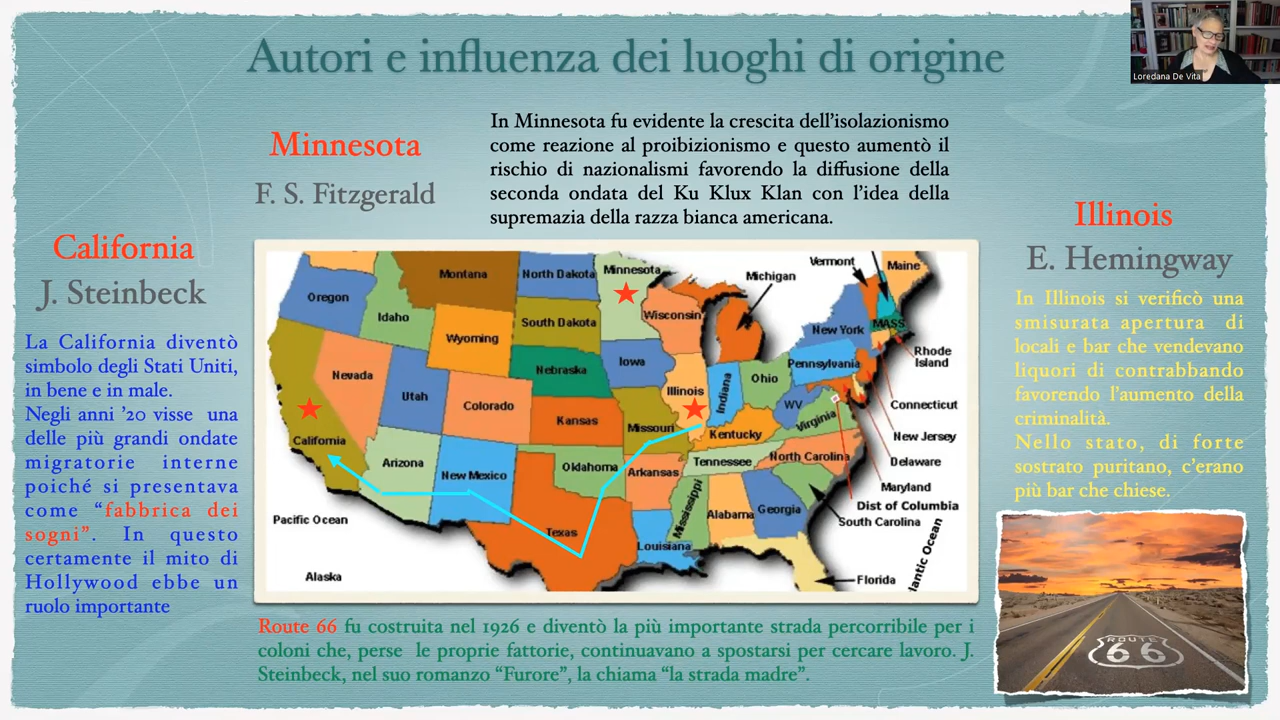 Autori e influenza dei luoghi di origine
Loredana De Vita
Minnesota
F. S. Fitzgerald
In Minnesota fu evidente la crescita dell'isolazionismo
come reazione al proibizionismo e questo aumentò il
rischio di nazionalismi favorendo la diffusione della
seconda ondata del Ku Klux Klan con l'idea della
supremazia della razza bianca americana.
California
J. Steinbeck
La California diventò
simbolo degli Stati Uniti,
in bene e in male.
Negli anni '20 visse una
delle più grandi ondate
migratorie interne
poiché si presentava
come “fabbrica dei
sogni”. In questo
certamente il mito di
Hollywood ebbe un
ruolo importante
Illinois
E. Hemingway
In Illinois si verificò una
smisurata apertura di
locali e bar che vendevano
liquori di contrabbando
favorendo l'aumento della
criminalità.
Nello stato, di forte
sostrato puritano, c'erano
più bar che chiese.
Montana
North Dakota
Minnesota
Michigan
Vermont
Maine
Oregon
Idaho
South Dakota
Wisconsin
New York
MASS
Wyoming
Rhode
Island
Nevada
Utah
Colorado
Nebraska
Iowa
Illinois
Indiana
Ohio
Pennsylvania
WV
Virginia
Connecticut
New Jersey
Delaware
Maryland
Dist of Columbia
California
Arizona
New Mexico
Kansas
Missouri
Kentucky
Oklahoma
Arkansas
Tennessee
North Carolina
South Carolina
Texas
Louisiana
Mississippi
Alabama
Georgia
Florida
Pacific Ocean
Alaska
lantic Ocean
Route 66 fu costruita nel 1926 e diventò la più importante strada percorribile per i
coloni che, perse le proprie fattorie, continuavano a spostarsi per cercare lavoro. J.
Steinbeck, nel suo romanzo “Furore”, la chiama “la strada madre”.
ROUTE
66